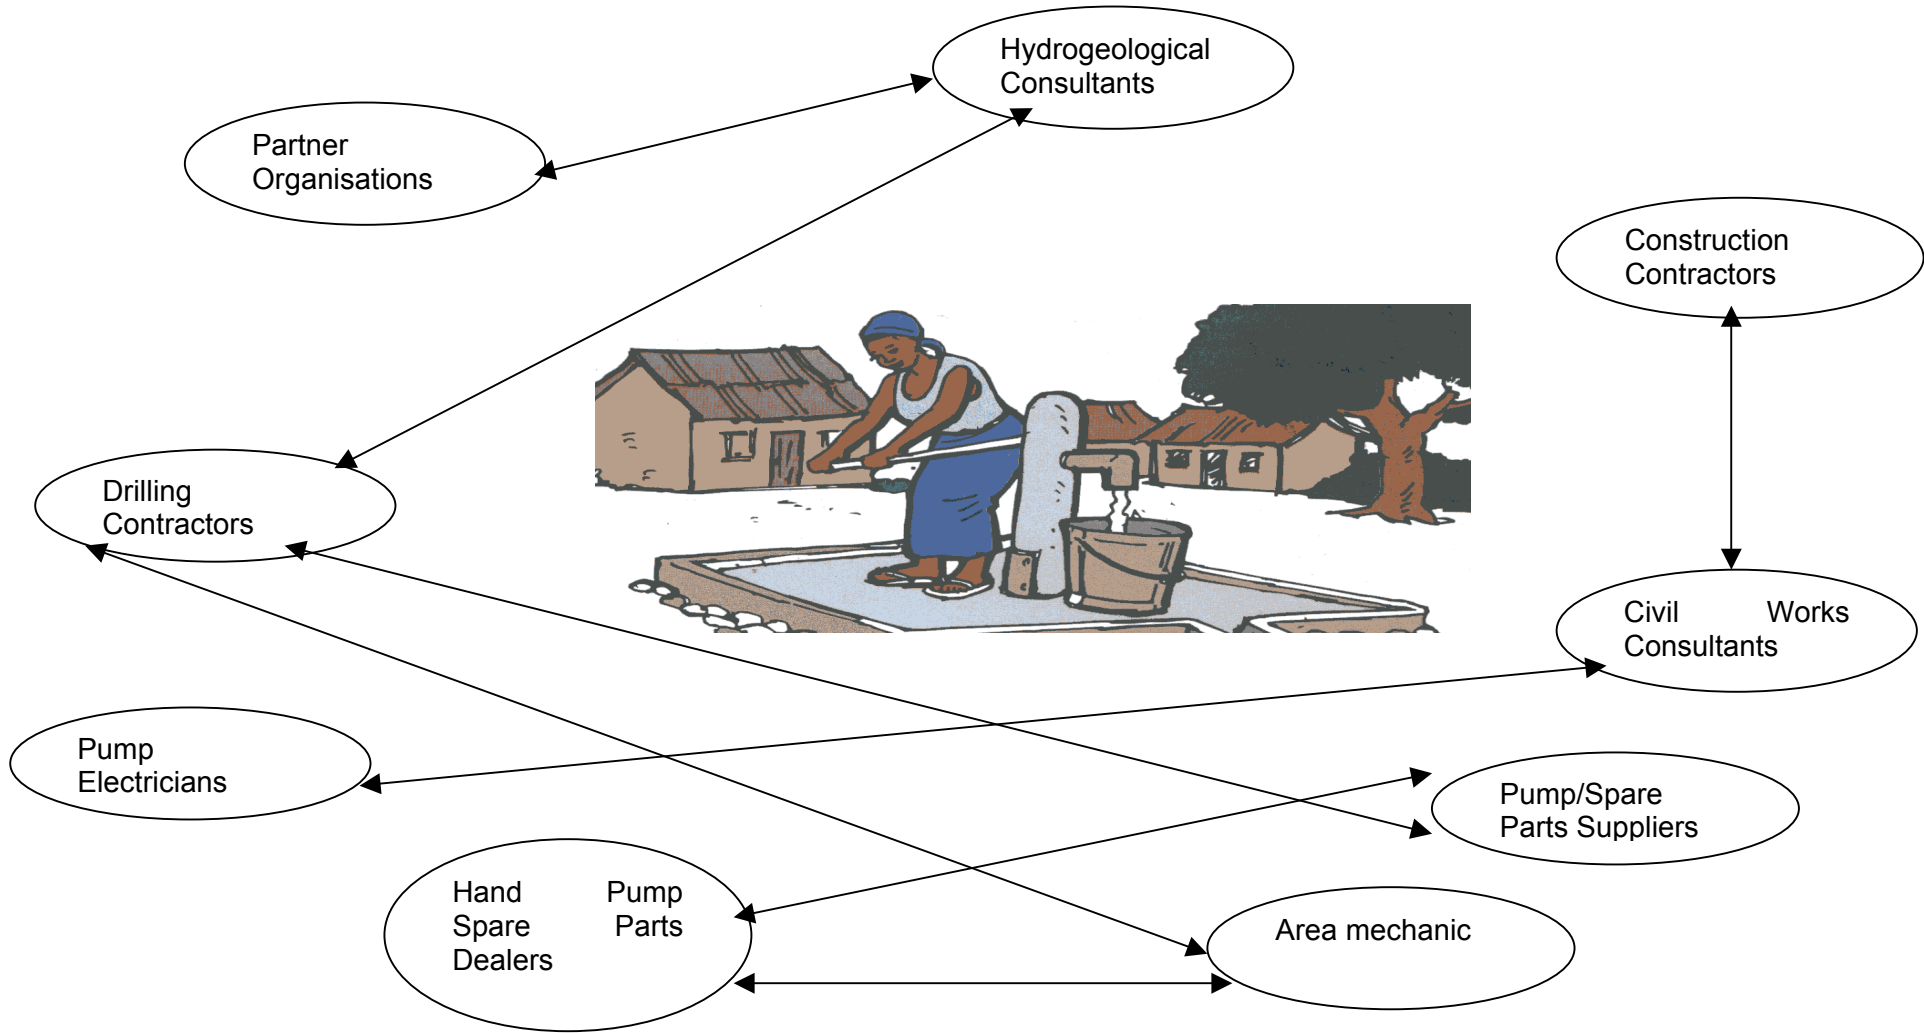 Hydrogeological
Consultants
Partner
Organisations
Construction
Contractors
Drilling
Contractors
Civil Works
Consultants
Pump
Electricians
Pump/Spare
Parts Suppliers
Hand Pump
Spare Parts
Dealers
Area mechanic